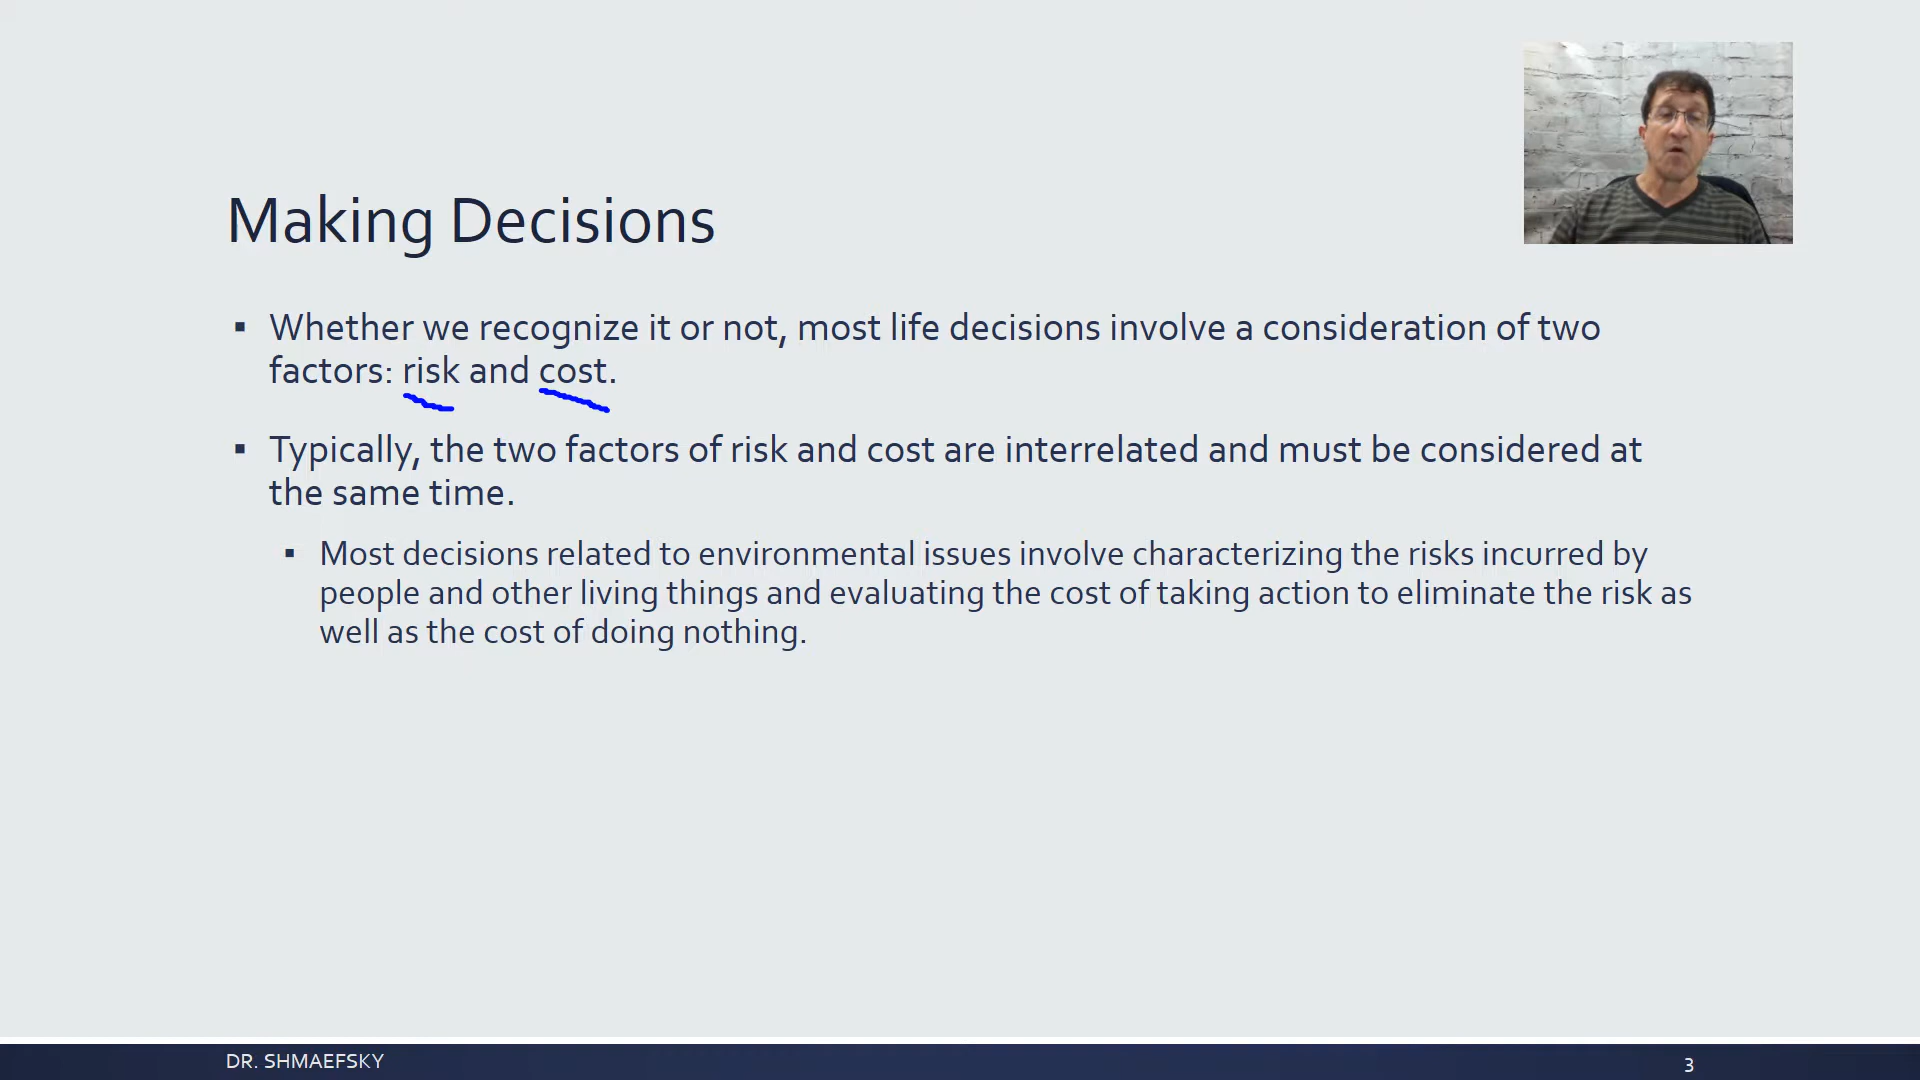 Making Decisions
▪ Whether we recognize it or not, most life decisions involve a consideration of two
factors: risk and cost.
▪ Typically, the two factors of risk and cost are interrelated and must be considered at
the same time.
▪ Most decisions related to environmental issues involve characterizing the risks incurred by
people and other living things and evaluating the cost of taking action to eliminate the risk as
well as the cost of doing nothing.
DR. SHMAEFSKY
3